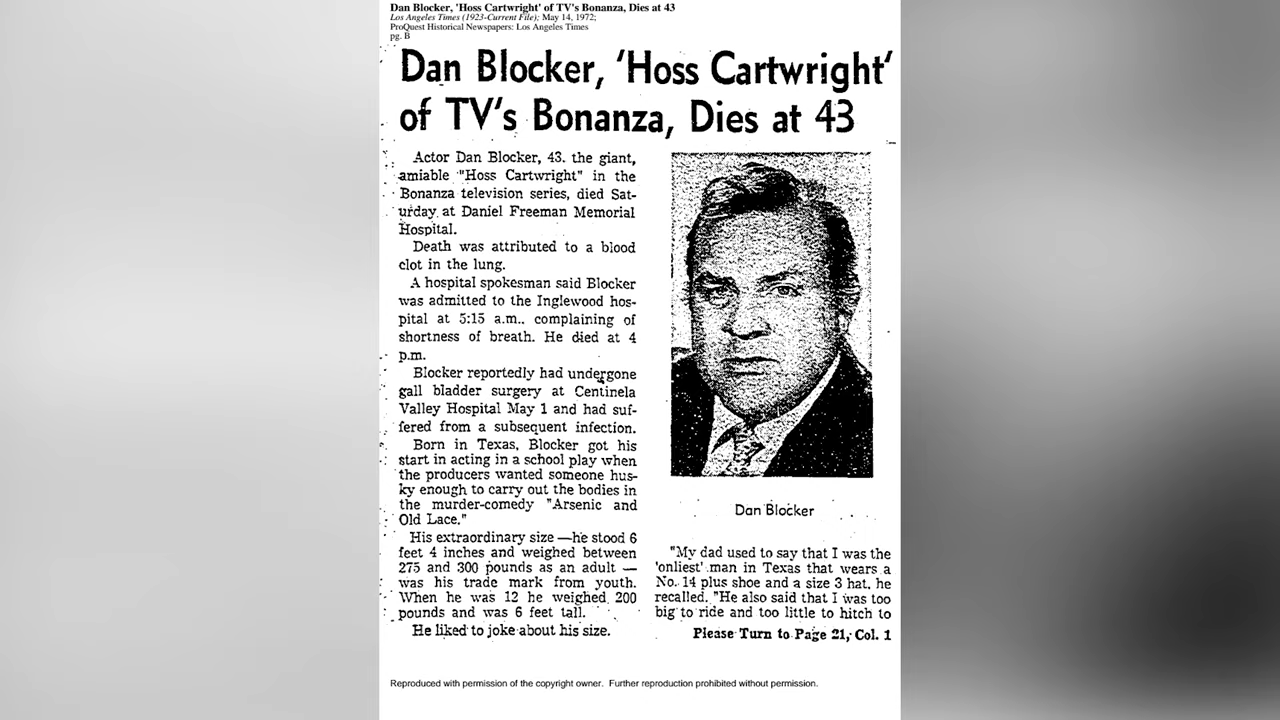 Dan Blocker, 'Hoss Cartwright' of TV's Bonanza, Dies at 43
Los Angeles Times (1923-Current File); May 14, 1972;
ProQuest Historical Newspapers: Los Angeles Times
pg. B
Dan Blocker, 'Hoss Cartwright'
of TV's Bonanza, Dies at 43
Actor Dan Blocker, 43. the giant,
amiable "Hoss Cartwright" in the
Bonanza television series, died Sat-
urday at Daniel Freeman Memorial
Hospital.
Death was attributed to a blood
clot in the lung.
A hospital spokesman said Blocker
was admitted to the Inglewood hos-
pital at 5:15 a.m., complaining of
shortness of breath. He died at 4
p.m.
Blocker reportedly had undergone
gall bladder surgery at Centinela
Valley Hospital May 1 and had suf-
fered from a subsequent infection.
Born in Texas, Blocker got his
start in acting in a school play when
the producers wanted someone hus-
ky enough to carry out the bodies in
the murder-comedy "Arsenic and
Old Lace."
His extraordinary size —he stood 6
feet 4 inches and weighed between
275 and 300 pounds as an adult —
was his trade mark from youth.
When he was 12 he weighed 200
pounds and was 6 feet tall.
He liked to joke about his size.
Dan Blocker
"My dad used to say that I was the
'onliest' man in Texas that wears a
No. 14 plus shoe and a size 3 hat, he
recalled. "He also said that I was too
big to ride and too little to hitch to
Please Turn to Page 21, Col. 1
Reproduced with permission of the copyright owner. Further reproduction prohibited without permission.